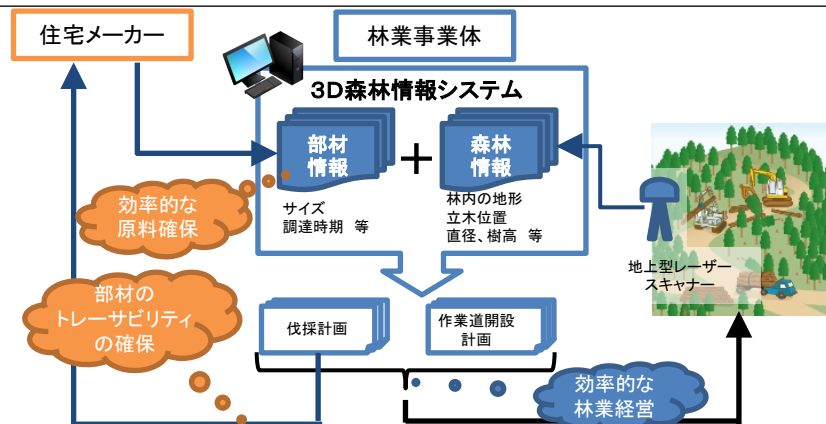 住宅メーカー
林業事業体
3D森林情報システム
部材
情報
+
森林
情報
サイズ
調達時期 等
林内の地形
立木位置
直径、樹高 等
効率的な
原料確保
地上型レーザー
スキャナー
部材の
トレーサビリティ
の確保
伐採計画
作業道開設
計画
効率的な
林業経営